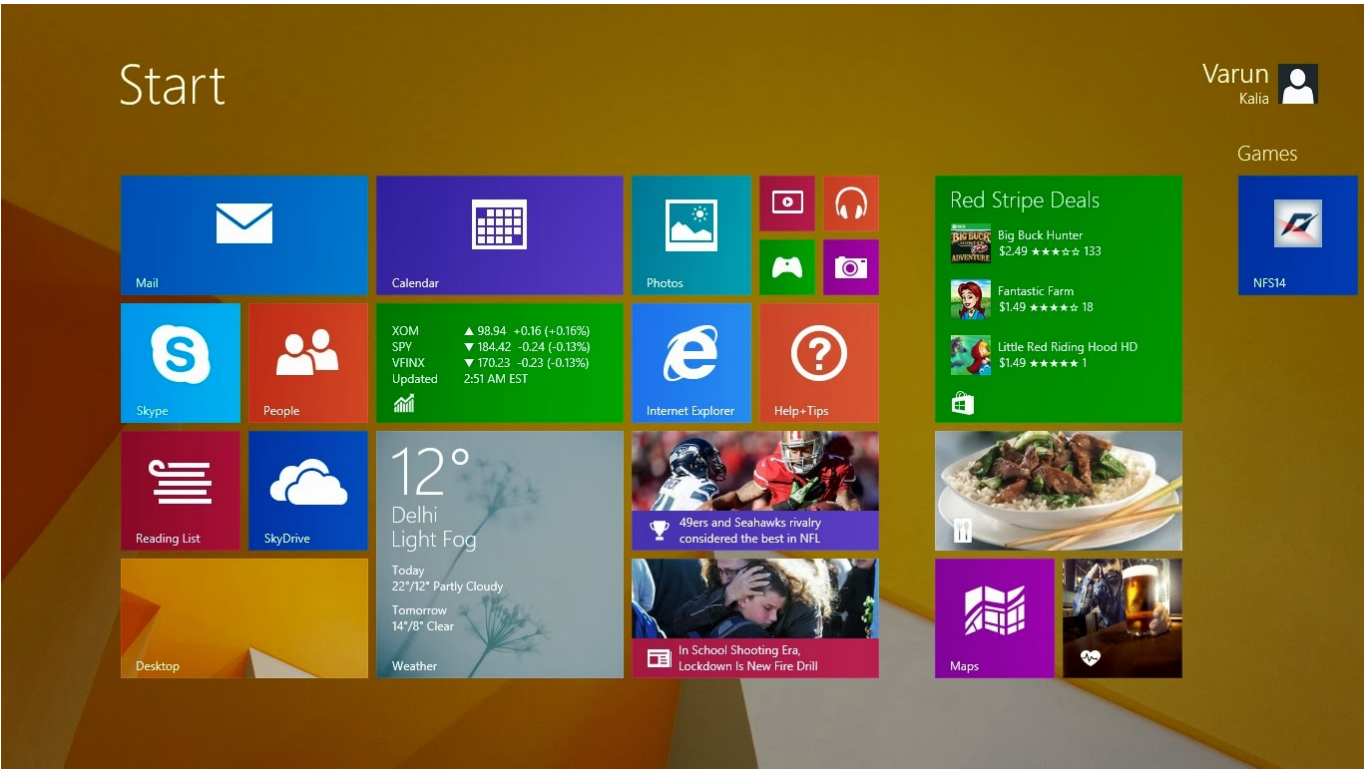 Start
Varun
Kalia
Games
Mail
Calendar
Photos
Red Stripe Deals
Big Buck Hunter
$2.49 ★★★☆☆ 133
Fantastic Farm
$1.49 ★★★★☆ 18
Little Red Riding Hood HD
$1.49 ★★★★★ 1
NFS14
Skype
People
XOM ▲ 98.94 +0.16 (+0.16%)
SPY ▼ 184.42 -0.24 (-0.13%)
VFINX ▼ 170.23 -0.23 (-0.13%)
Updated 2:51 AM EST
Internet Explorer
Help+Tips
Reading List
SkyDrive
12°
Delhi
Light Fog
Today
22°/12° Partly Cloudy
Tomorrow
14°/8° Clear
Weather
49ers and Seahawks rivalry
considered the best in NFL
Desktop
In School Shooting Era,
Lockdown Is New Fire Drill
Maps
BIG BUCK
ADVENTURE